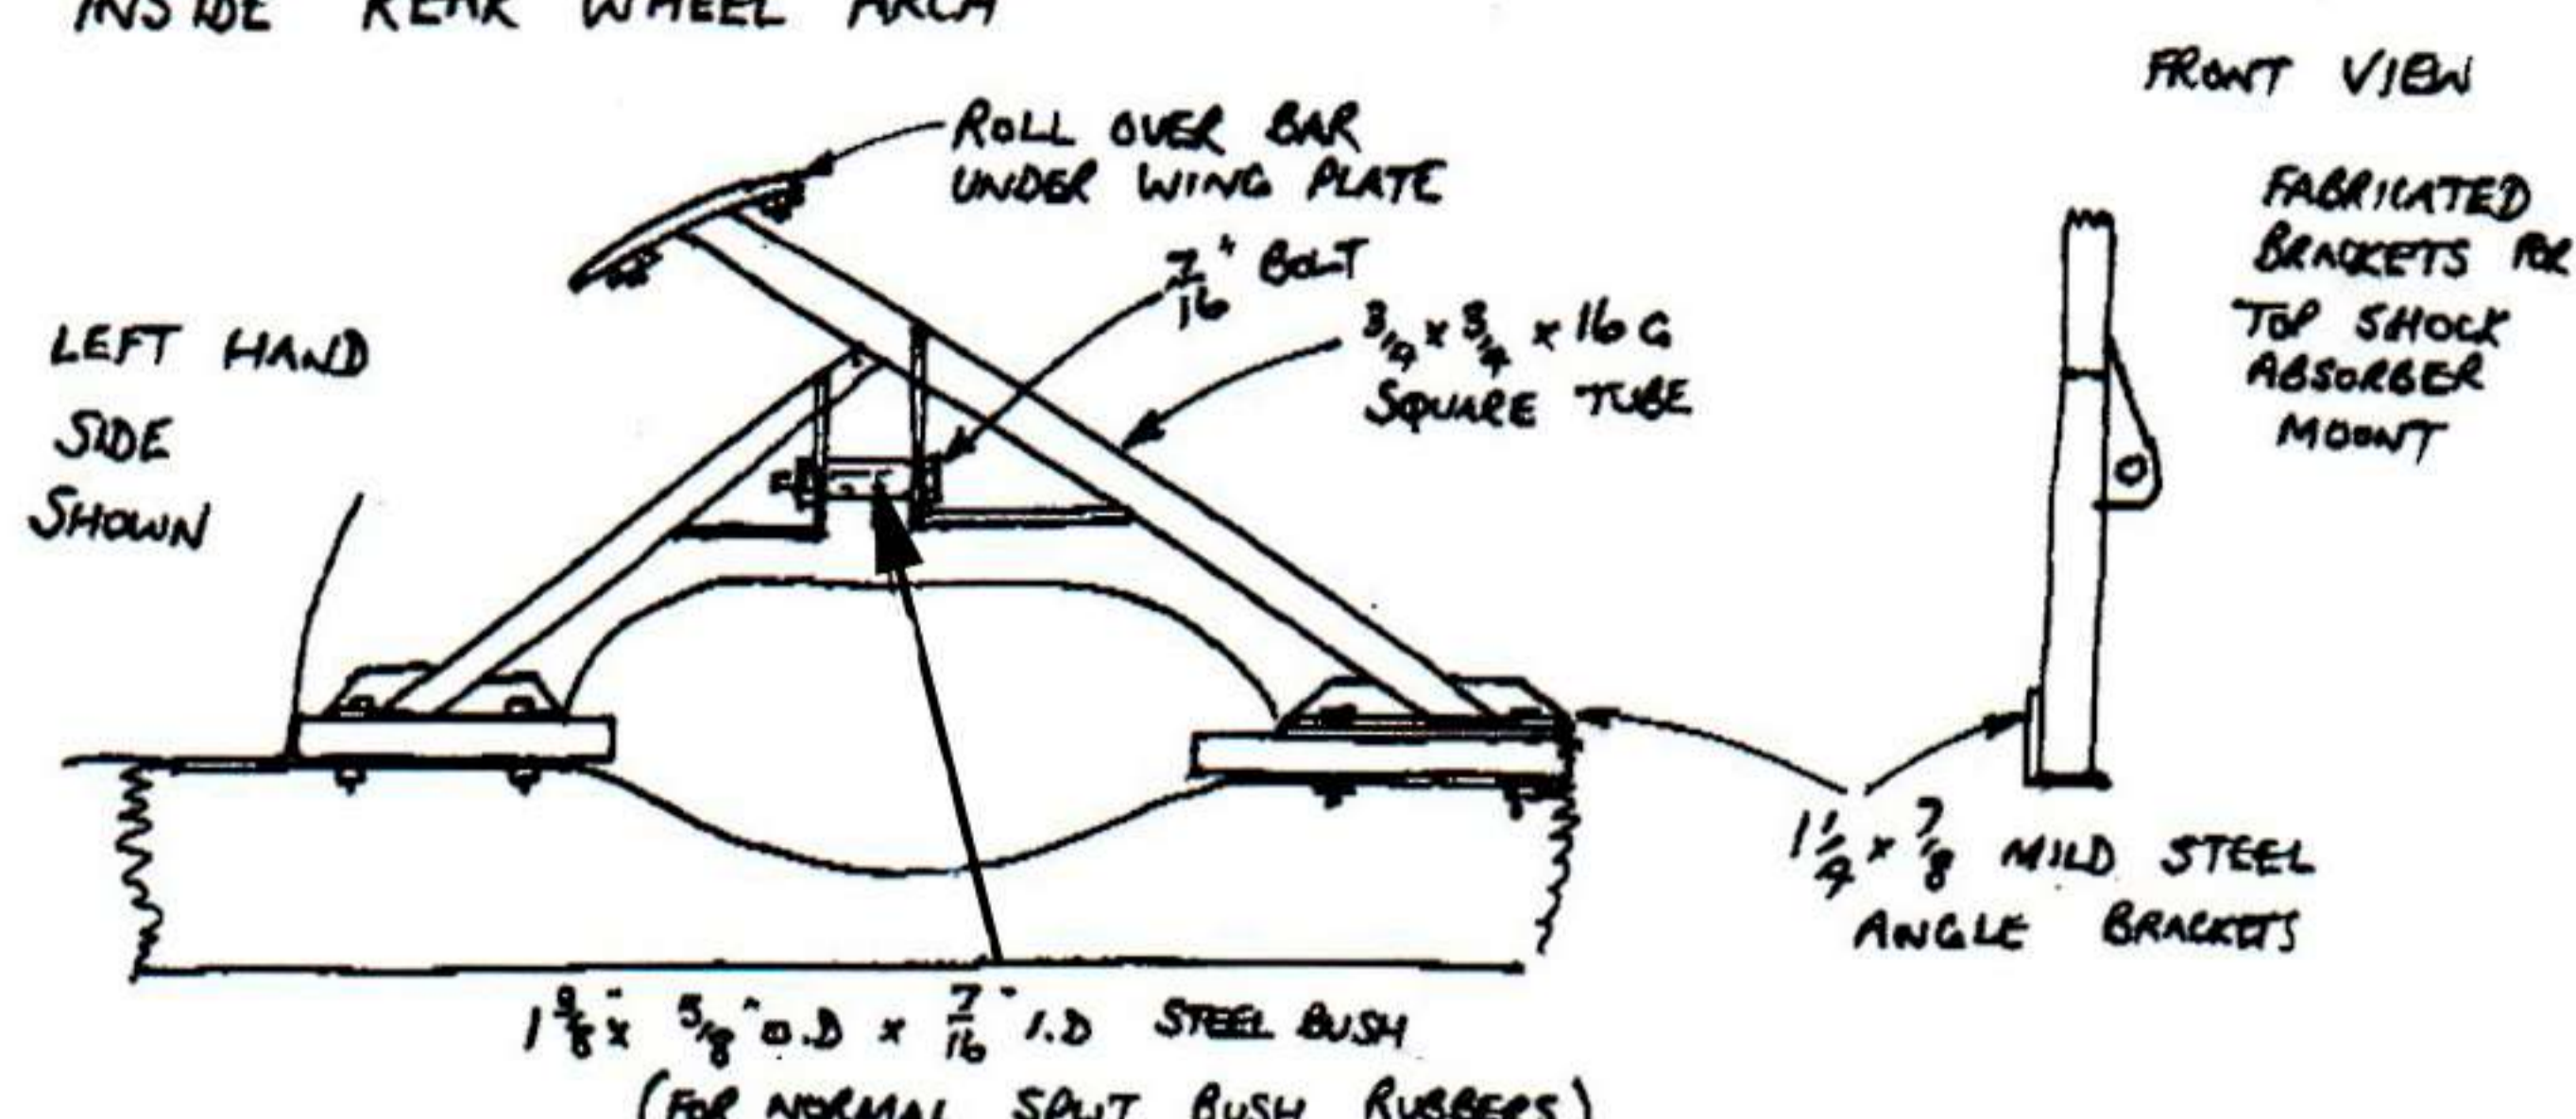 INSIDE REAR WHEEL ARCH
FRONT VIEW
ROLL OVER BAR
UNDER WING PLATE
7/16" BOLT
3/4 x 3/4 x 16 G
SQUARE TUBE
FABRICATED
BRACKETS FOR
TOP SHOCK
ABSORBER
MOUNT
LEFT HAND
SIDE
SHOWN
1 1/4 x 7/8 MILD STEEL
ANGLE BRACKETS
1 3/8" x 5/8" O.D x 7/16" I.D STEEL BUSH
(FOR NORMAL SPLIT BUSH RUBBERS)